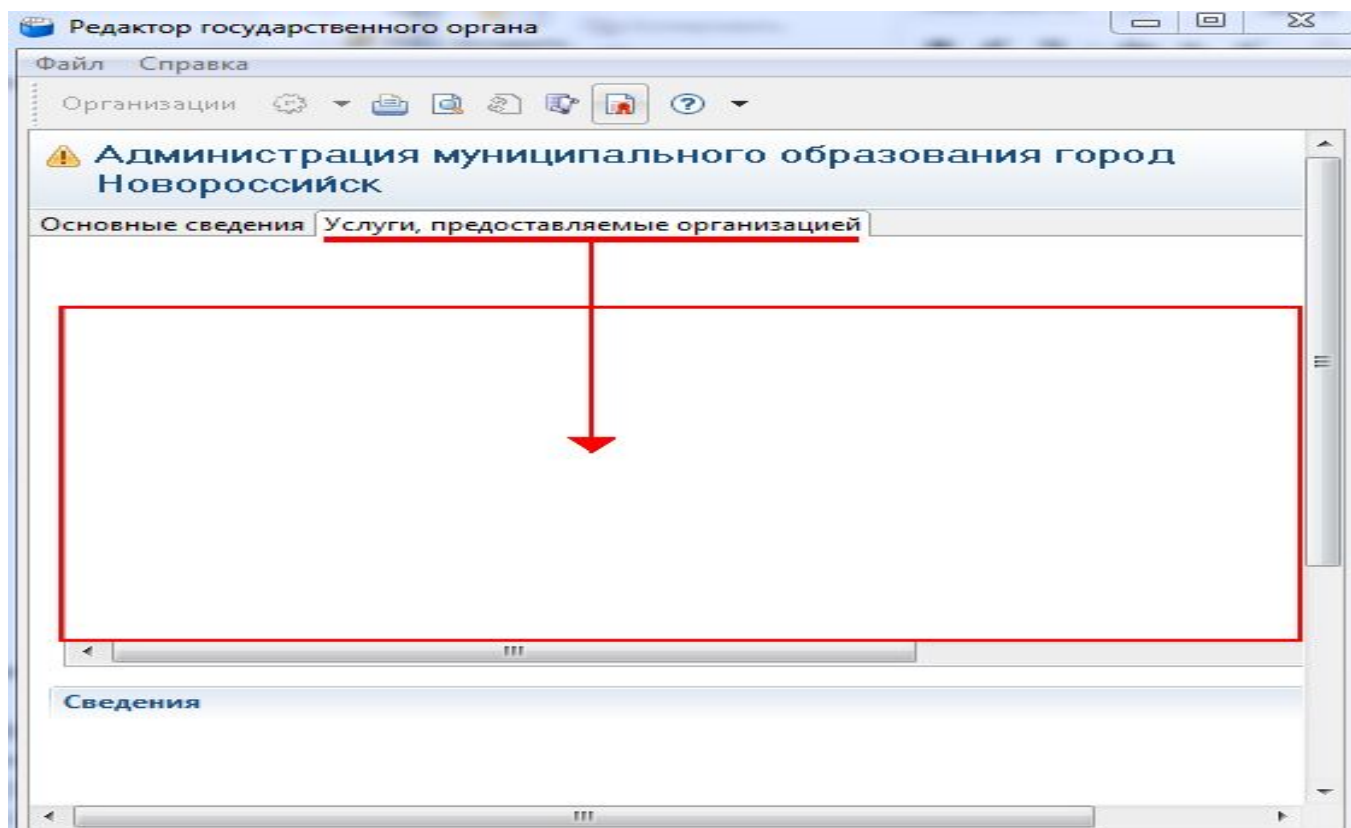 Редактор государственного органа
Файл Справка
Организации
Администрация муниципального образования город
Новороссийск
Основные сведения Услуги, предоставляемые организацией
Сведения